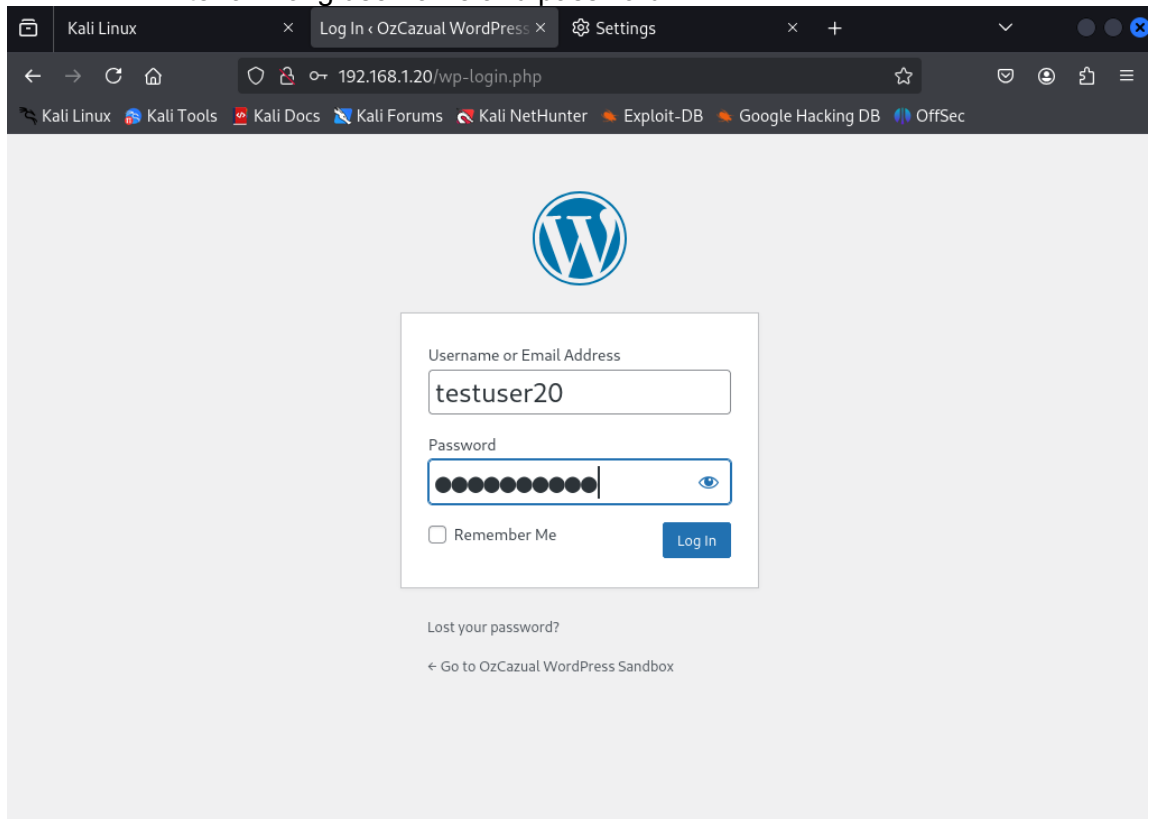 Kali Linux
Log In ‹ OzCazual WordPress
Settings
192.168.1.20/wp-login.php
Kali Linux Kali Tools Kali Docs Kali Forums Kali NetHunter Exploit-DB Google Hacking DB OffSec
Username or Email Address
testuser20
Password
Remember Me
Log In
Lost your password?
← Go to OzCazual WordPress Sandbox